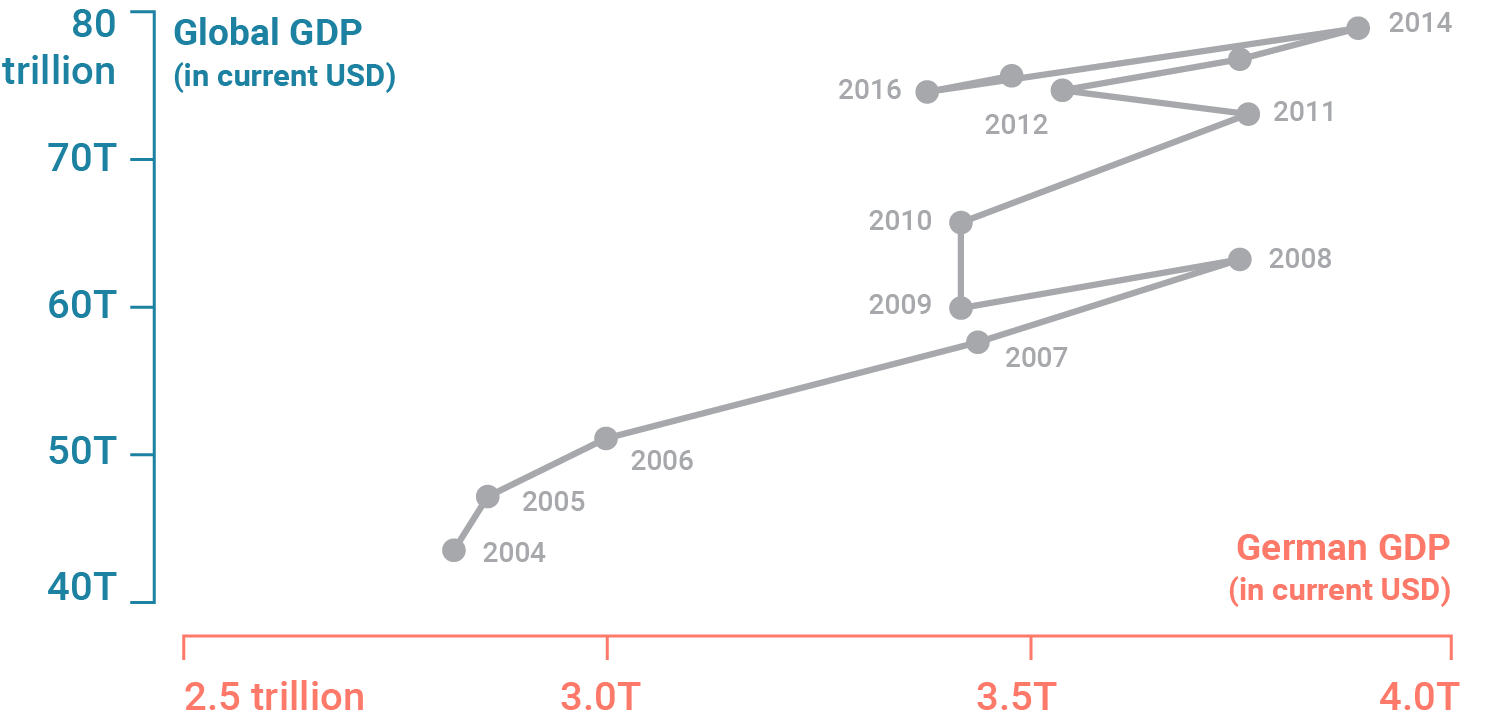 80
trillion
Global GDP
(in current USD)
70T
60T
50T
40T
2014
2016
2012
2011
2010
2008
2009
2007
2006
2005
2004
German GDP
(in current USD)
2.5 trillion
3.0T
3.5T
4.0T